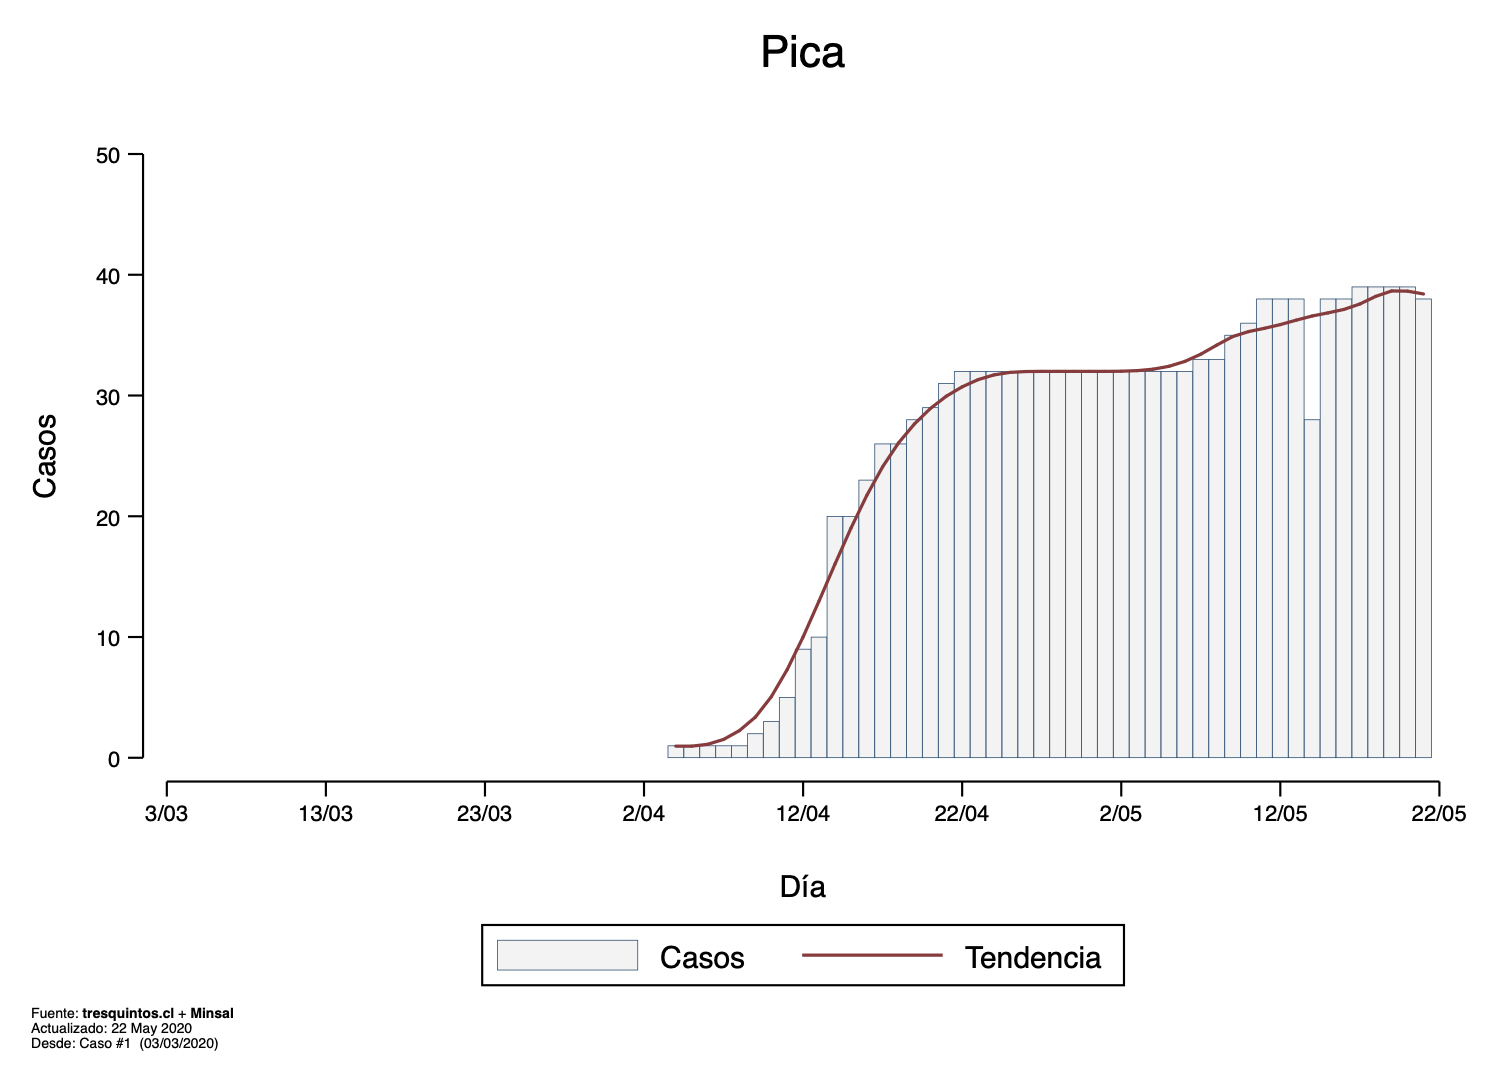 Pica
50
40
30
20
10
0
Casos
3/03 13/03 23/03 2/04 12/04 22/04 2/05 12/05 22/05
Día
Casos Tendencia
Fuente: tresquintos.cl + Minsal
Actualizado: 22 May 2020
Desde: Caso #1 (03/03/2020)